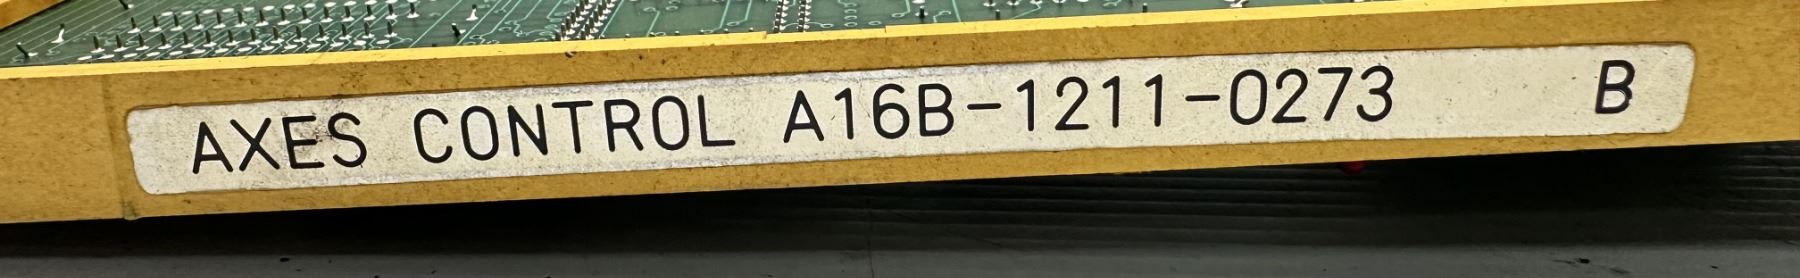 AXES CONTROL A16B-1211-0273 B